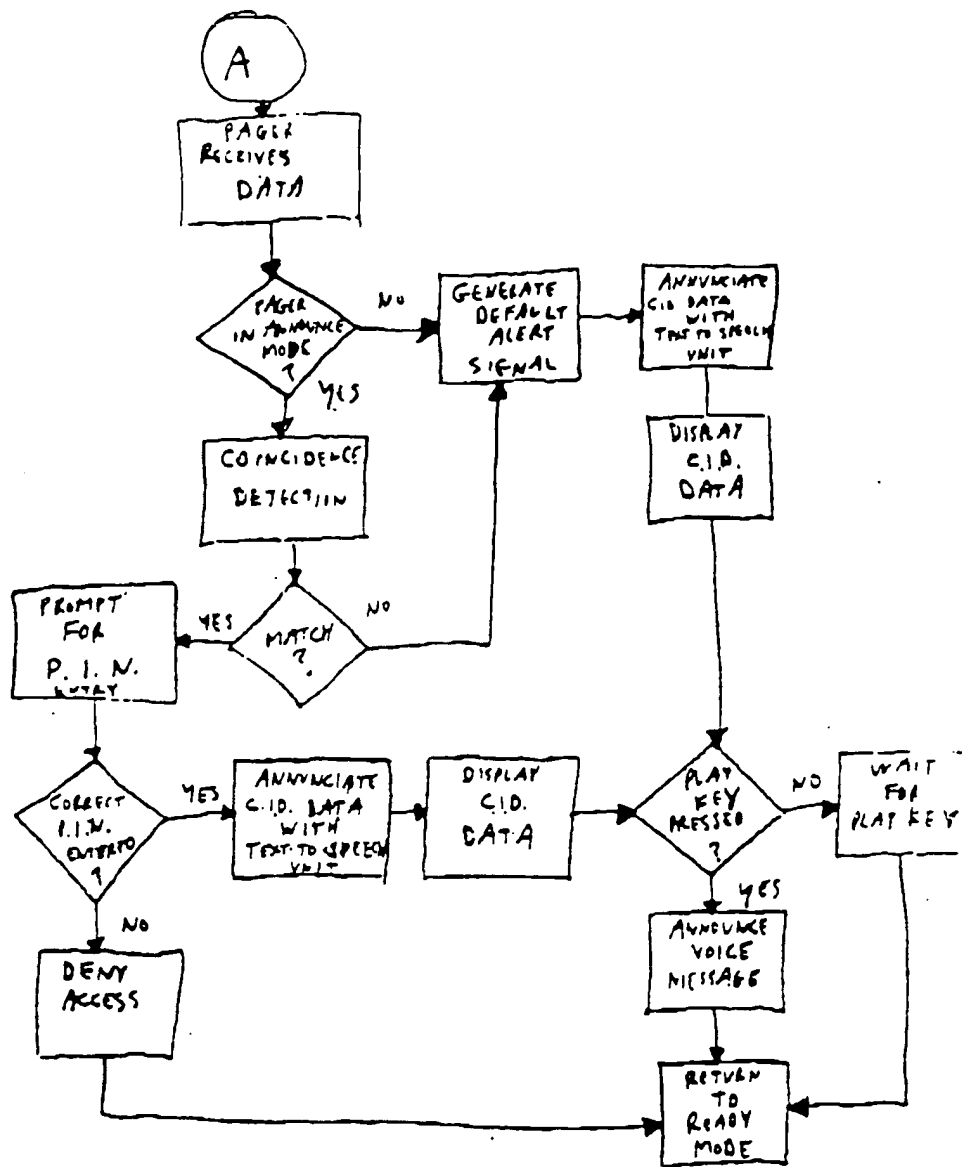 A
PAGER
RECEIVES
DATA
PAGER
IN ANNOUNCE
MODE
?
NO
YES
GENERATE
DEFAULT
ALERT
SIGNAL
ANNUNCIATE
CID DATA
WITH
TEXT TO SPEECH
UNIT
DISPLAY
C.I.D.
DATA
COINCIDENCE
DETECTION
MATCH
?
YES
NO
PROMPT
FOR
P. I. N.
ENTRY
CORRECT
P.I.N.
ENTERED
?
YES
NO
ANNUNCIATE
C.I.D. DATA
WITH
TEXT TO SPEECH
UNIT
DISPLAY
C.I.D.
DATA
PLAY
KEY
PRESSED
?
NO
YES
WAIT
FOR
PLAY KEY
DENY
ACCESS
ANNOUNCE
VOICE
MESSAGE
RETURN
TO
READY
MODE